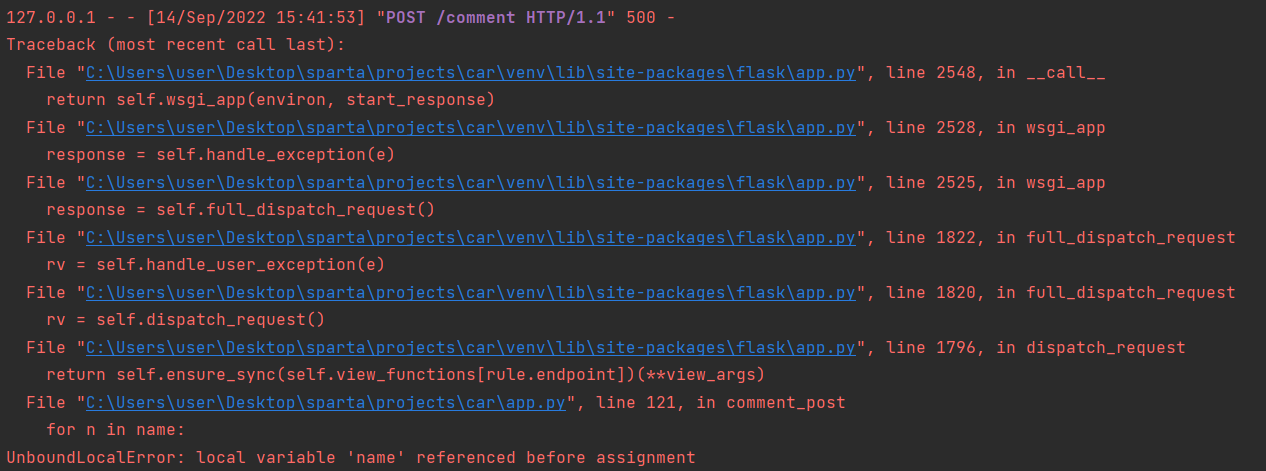 127.0.0.1 - - [14/Sep/2022 15:41:53] "POST /comment HTTP/1.1" 500 -
Traceback (most recent call last):
  File "C:\Users\user\Desktop\sparta\projects\car\venv\lib\site-packages\flask\app.py", line 2548, in __call__
    return self.wsgi_app(environ, start_response)
  File "C:\Users\user\Desktop\sparta\projects\car\venv\lib\site-packages\flask\app.py", line 2528, in wsgi_app
    response = self.handle_exception(e)
  File "C:\Users\user\Desktop\sparta\projects\car\venv\lib\site-packages\flask\app.py", line 2525, in wsgi_app
    response = self.full_dispatch_request()
  File "C:\Users\user\Desktop\sparta\projects\car\venv\lib\site-packages\flask\app.py", line 1822, in full_dispatch_request
    rv = self.handle_user_exception(e)
  File "C:\Users\user\Desktop\sparta\projects\car\venv\lib\site-packages\flask\app.py", line 1820, in full_dispatch_request
    rv = self.dispatch_request()
  File "C:\Users\user\Desktop\sparta\projects\car\venv\lib\site-packages\flask\app.py", line 1796, in dispatch_request
    return self.ensure_sync(self.view_functions[rule.endpoint])(**view_args)
  File "C:\Users\user\Desktop\sparta\projects\car\app.py", line 121, in comment_post
    for n in name:
UnboundLocalError: local variable 'name' referenced before assignment